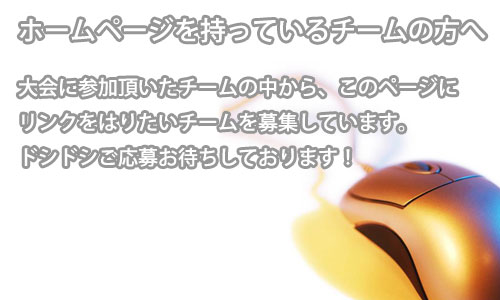 ホームページを持っているチームの方へ
大会に参加頂いたチームの中から、このページに
リンクをはりたいチームを募集しています。
ドシドシご応募お待ちしております！